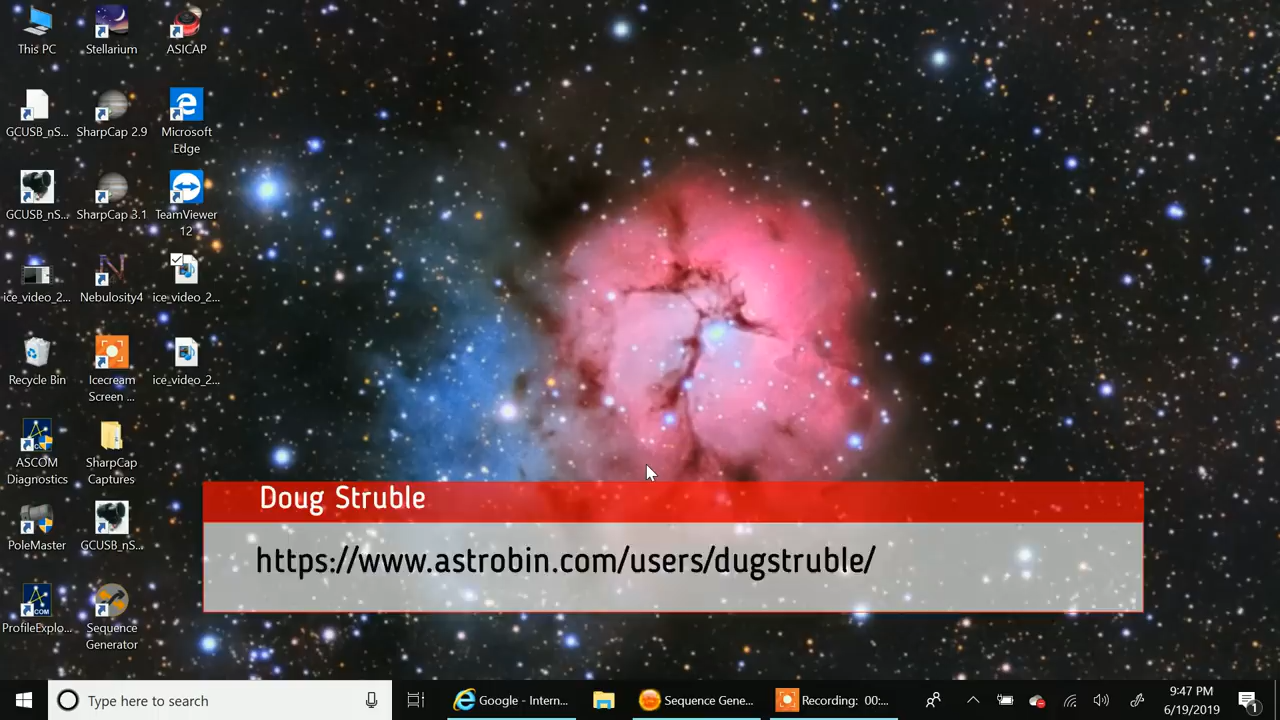 This PC
Stellarium
ASICAP
GCUSB_nS...
SharpCap 2.9
Microsoft
Edge
GCUSB_nS...
SharpCap 3.1
TeamViewer
12
ice_video_2...
Nebulosity4
ice_video_2...
Recycle Bin
Icecream
Screen ...
ice_video_2...
ASCOM
Diagnostics
SharpCap
Captures
PoleMaster
GCUSB_nS...
ProfileExplo...
Sequence
Generator
Doug Struble
https://www.astrobin.com/users/dugstruble/
Type here to search
Google - Intern...
Sequence Gene...
Recording: 00:...
9:47 PM
6/19/2019
1